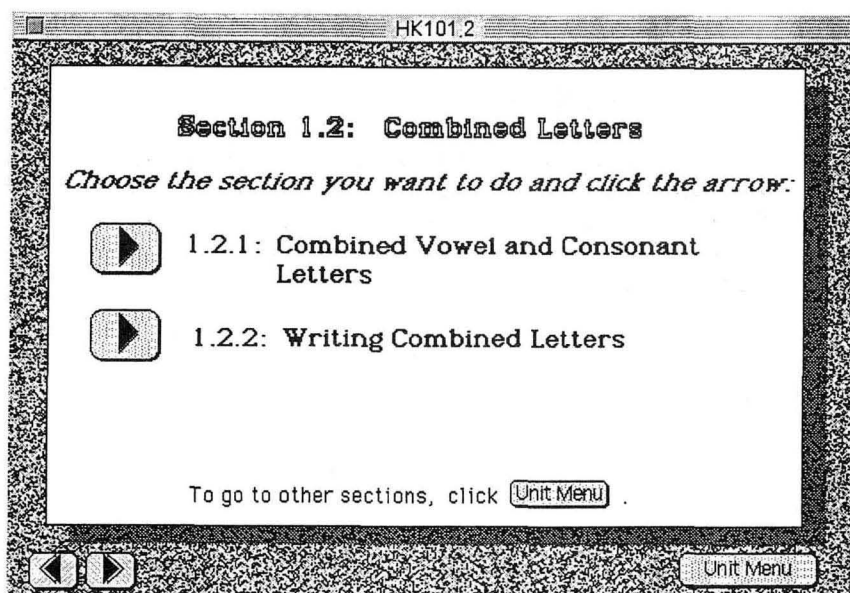 HK101.2
Section 1.2: Combined Letters
Choose the section you want to do and click the arrow:
1.2.1: Combined Vowel and Consonant
Letters
1.2.2: Writing Combined Letters
To go to other sections, click Unit Menu .
Unit Menu